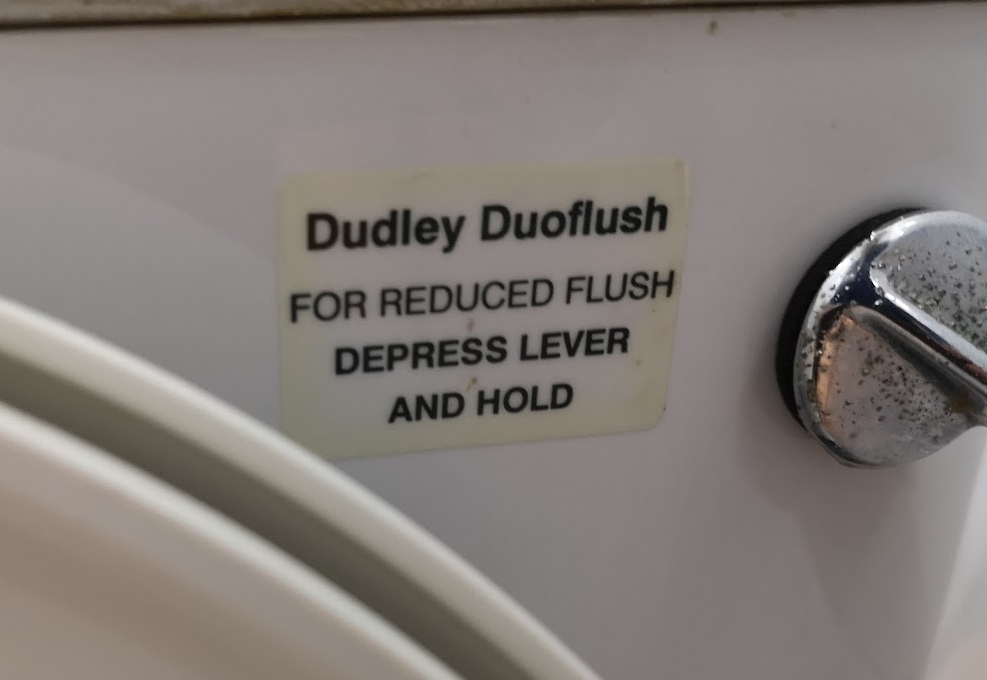 Dudley Duoflush
FOR REDUCED FLUSH
DEPRESS LEVER
AND HOLD